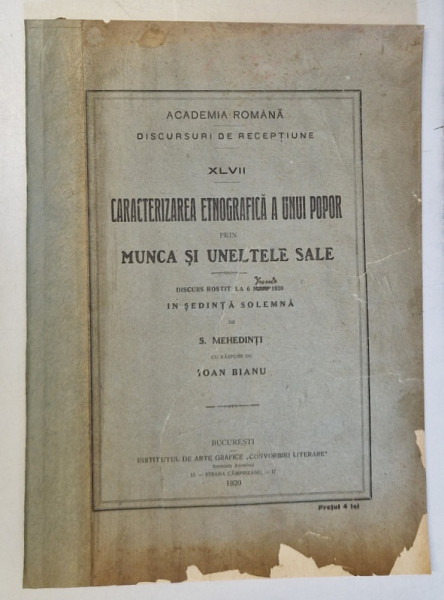 ACADEMIA ROMÂNĂ
DISCURSURI DE RECEPȚIUNE
XLVII
CARACTERIZAREA ETNOGRAFICĂ A UNUI POPOR
PRIN
MUNCA ȘI UNELTELE SALE
DISCURS ROSTIT LA 6 1920
IN ȘEDINȚĂ SOLEMNĂ
DE
S. MEHEDINȚI
CU RĂSPUNS DE
IOAN BIANU
BUCUREȘTI
INSTITUTUL DE ARTE GRAFICE „CONVORBIRI LITERARE"
STRADA CÂMPINEANU
1920
Prețul 4 lei